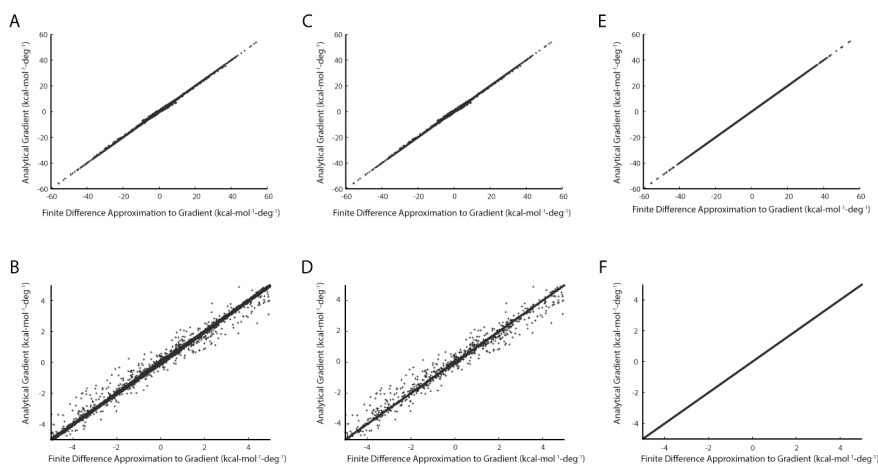 A
Analytical Gradient (kcal-mol⁻¹-deg⁻¹)
60
40
20
0
-20
-40
-60
-60 -40 -20 0 20 40 60
Finite Difference Approximation to Gradient (kcal-mol⁻¹-deg⁻¹)
C
Analytical Gradient (kcal-mol⁻¹-deg⁻¹)
60
40
20
0
-20
-40
-60
-60 -40 -20 0 20 40 60
Finite Difference Approximation to Gradient (kcal-mol⁻¹-deg⁻¹)
E
Analytical Gradient (kcal-mol⁻¹-deg⁻¹)
60
40
20
0
-20
-40
-60
-60 -40 -20 0 20 40 60
Finite Difference Approximation to Gradient (kcal-mol⁻¹-deg⁻¹)
B
Analytical Gradient (kcal-mol⁻¹-deg⁻¹)
4
2
0
-2
-4
-4 -2 0 2 4
Finite Difference Approximation to Gradient (kcal-mol⁻¹-deg⁻¹)
D
Analytical Gradient (kcal-mol⁻¹-deg⁻¹)
4
2
0
-2
-4
-4 -2 0 2 4
Finite Difference Approximation to Gradient (kcal-mol⁻¹-deg⁻¹)
F
Analytical Gradient (kcal-mol⁻¹-deg⁻¹)
4
2
0
-2
-4
-4 -2 0 2 4
Finite Difference Approximation to Gradient (kcal-mol⁻¹-deg⁻¹)